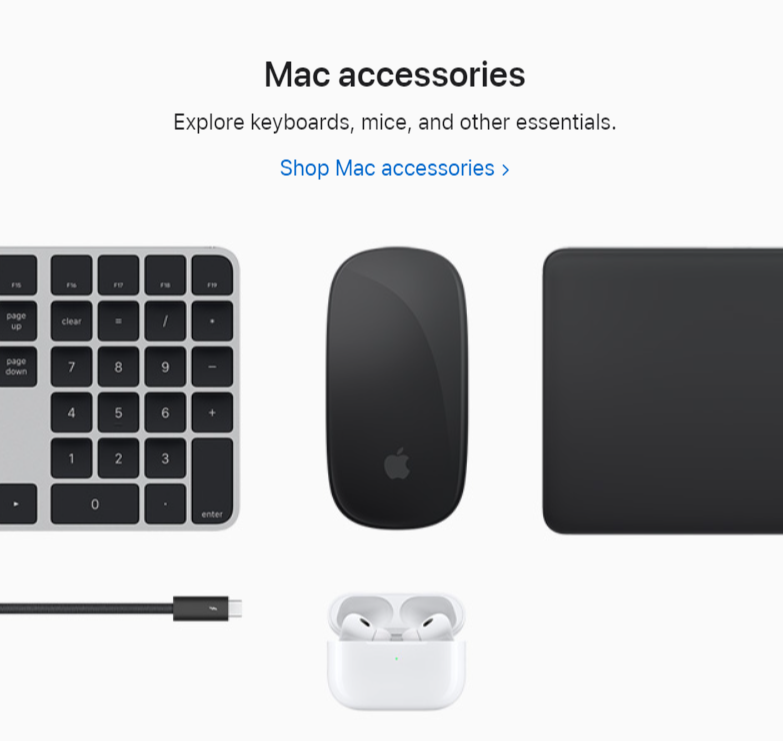 Mac accessories
Explore keyboards, mice, and other essentials.
Shop Mac accessories >
F15 F16 F17 F18 F19
page up clear = / *
page down 7 8 9 −
4 5 6 +
1 2 3
0 . enter